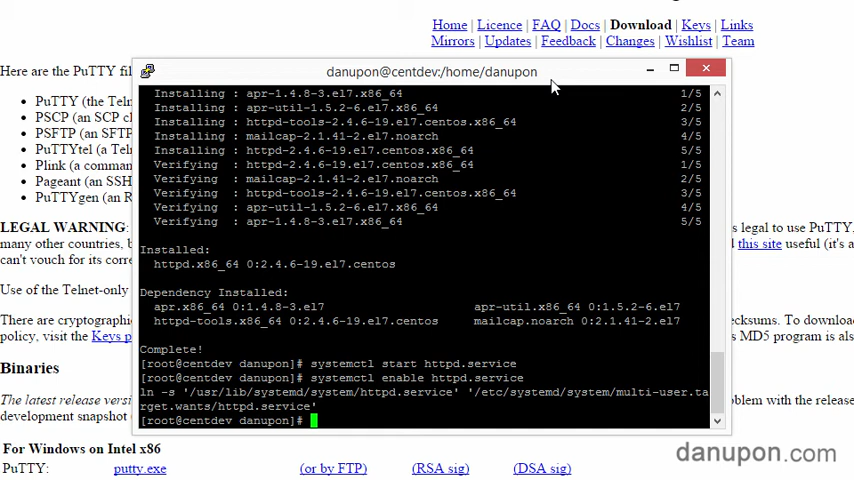 Home | Licence | FAQ | Docs | Download | Keys | Links
Mirrors | Updates | Feedback | Changes | Wishlist | Team
Here are the PuTTY fil
PuTTY (the Teln
PSCP (an SCP cl
PSFTP (an SFT
PuTTYtel (a Te
Plink (a comma
Pageant (an SSH
PuTTYgen (an R
LEGAL WARNING:
many other countries, b
can't vouch for its corre
Use of the Telnet-only
There are cryptographi
policy, visit the Keys p
Binaries
The latest release vers
development snapshot (
danupon@centdev:/home/danupon
Installing : apr-1.4.8-3.el7.x86_64 1/5
Installing : apr-util-1.5.2-6.el7.x86_64 2/5
Installing : httpd-tools-2.4.6-19.el7.centos.x86_64 3/5
Installing : mailcap-2.1.41-2.el7.noarch 4/5
Installing : httpd-2.4.6-19.el7.centos.x86_64 5/5
Verifying : httpd-2.4.6-19.el7.centos.x86_64 1/5
Verifying : mailcap-2.1.41-2.el7.noarch 2/5
Verifying : httpd-tools-2.4.6-19.el7.centos.x86_64 3/5
Verifying : apr-util-1.5.2-6.el7.x86_64 4/5
Verifying : apr-1.4.8-3.el7.x86_64 5/5
Installed:
httpd.x86_64 0:2.4.6-19.el7.centos
Dependency Installed:
apr.x86_64 0:1.4.8-3.el7 apr-util.x86_64 0:1.5.2-6.el7
httpd-tools.x86_64 0:2.4.6-19.el7.centos mailcap.noarch 0:2.1.41-2.el7
Complete!
[root@centdev danupon]# systemctl start httpd.service
[root@centdev danupon]# systemctl enable httpd.service
ln -s '/usr/lib/systemd/system/httpd.service' '/etc/systemd/system/multi-user.ta
rget.wants/httpd.service'
[root@centdev danupon]#
s legal to use PuTTY.
this site useful (it's a
cksums. To download
MD5 program is als
oblem with the release
For Windows on Intel x86
PuTTY: putty.exe (or by FTP) (RSA sig) (DSA sig)
danupon.com